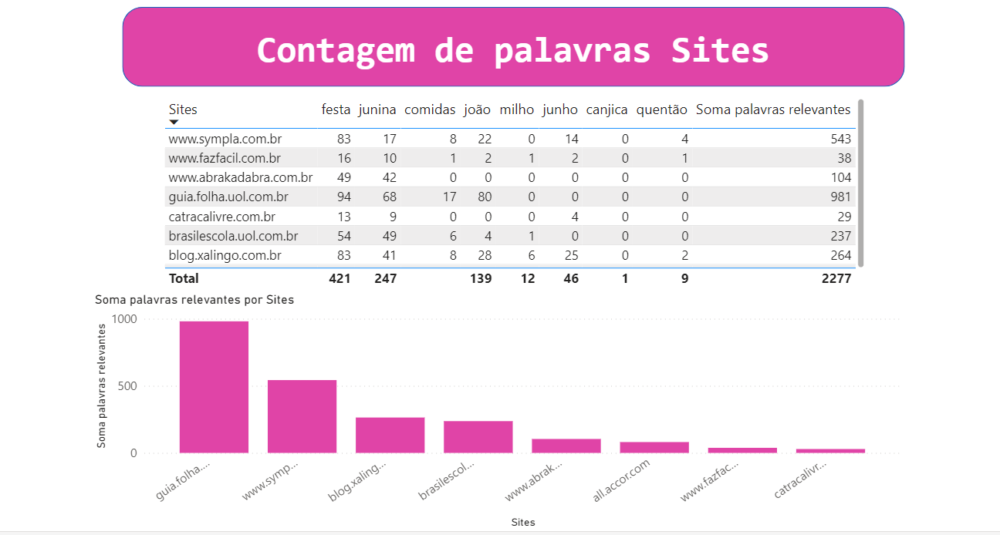 Contagem de palavras Sites
Sites festa junina comidas joão milho junho canjica quentão Soma palavras relevantes
www.sympla.com.br 83 17 8 22 0 14 0 4 543
www.fazfacil.com.br 16 10 1 2 1 2 0 1 38
www.abrakadabra.com.br 49 42 0 0 0 0 0 0 104
guia.folha.uol.com.br 94 68 17 80 0 0 0 0 981
catracalivre.com.br 13 9 0 0 0 4 0 0 29
brasilescola.uol.com.br 54 49 6 4 1 0 0 0 237
blog.xalingo.com.br 83 41 8 28 6 25 0 2 264
Total 421 247 139 12 46 1 9 2277
Soma palavras relevantes por Sites
Soma palavras relevantes
1000
500
0
guia.folha.... www.symp... blog.xaling... brasilescol... www.abrak... all.accor.com www.fazfac... catracalivr...
Sites